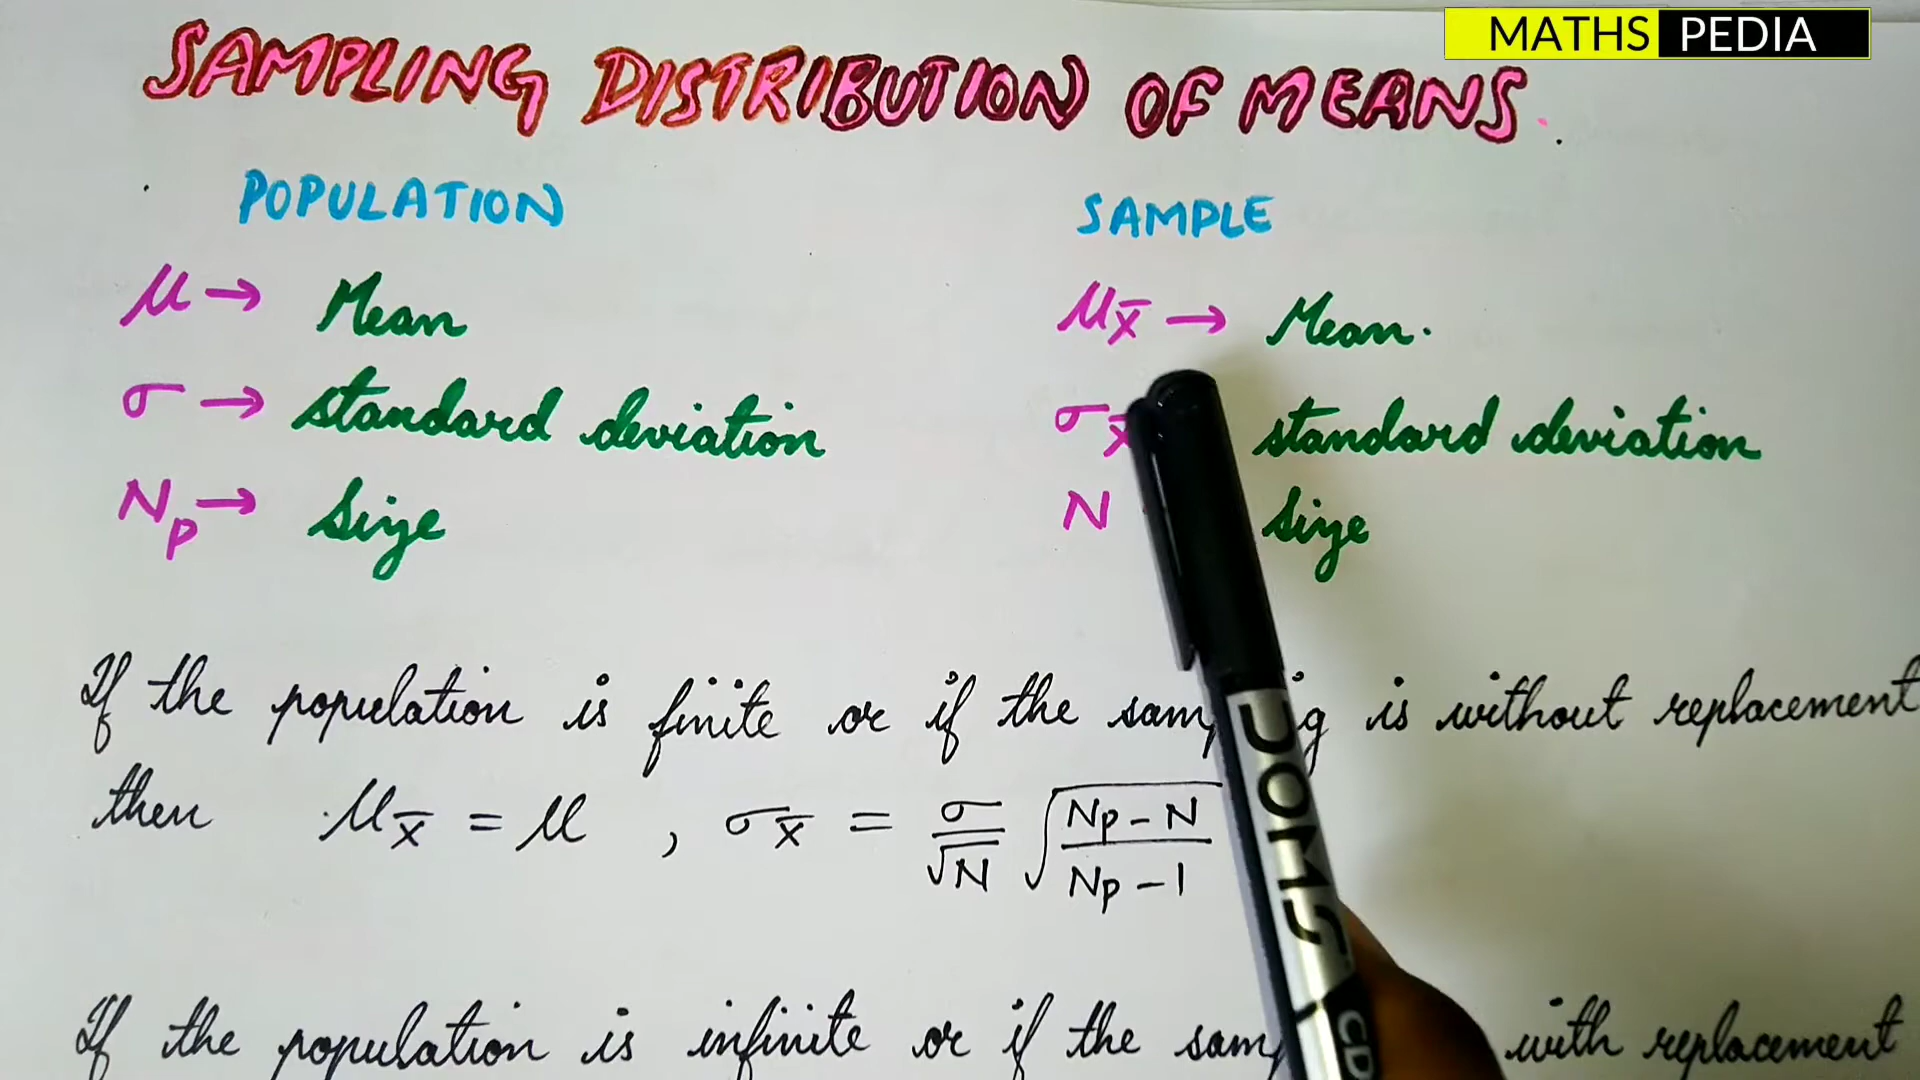 MATHS PEDIA
SAMPLING DISTRIBUTION OF MEANS.
POPULATION SAMPLE
μ → Mean μx̄ → Mean.
σ → standard deviation σx̄ standard deviation
Np → Size N Size
If the population is finite or if the sam g is without replacement
then μx̄ = μ , σx̄ = σ/√N √(Np-N)/(Np-1)
If the population is infinite or if the sam with replacement
DOMS
CD